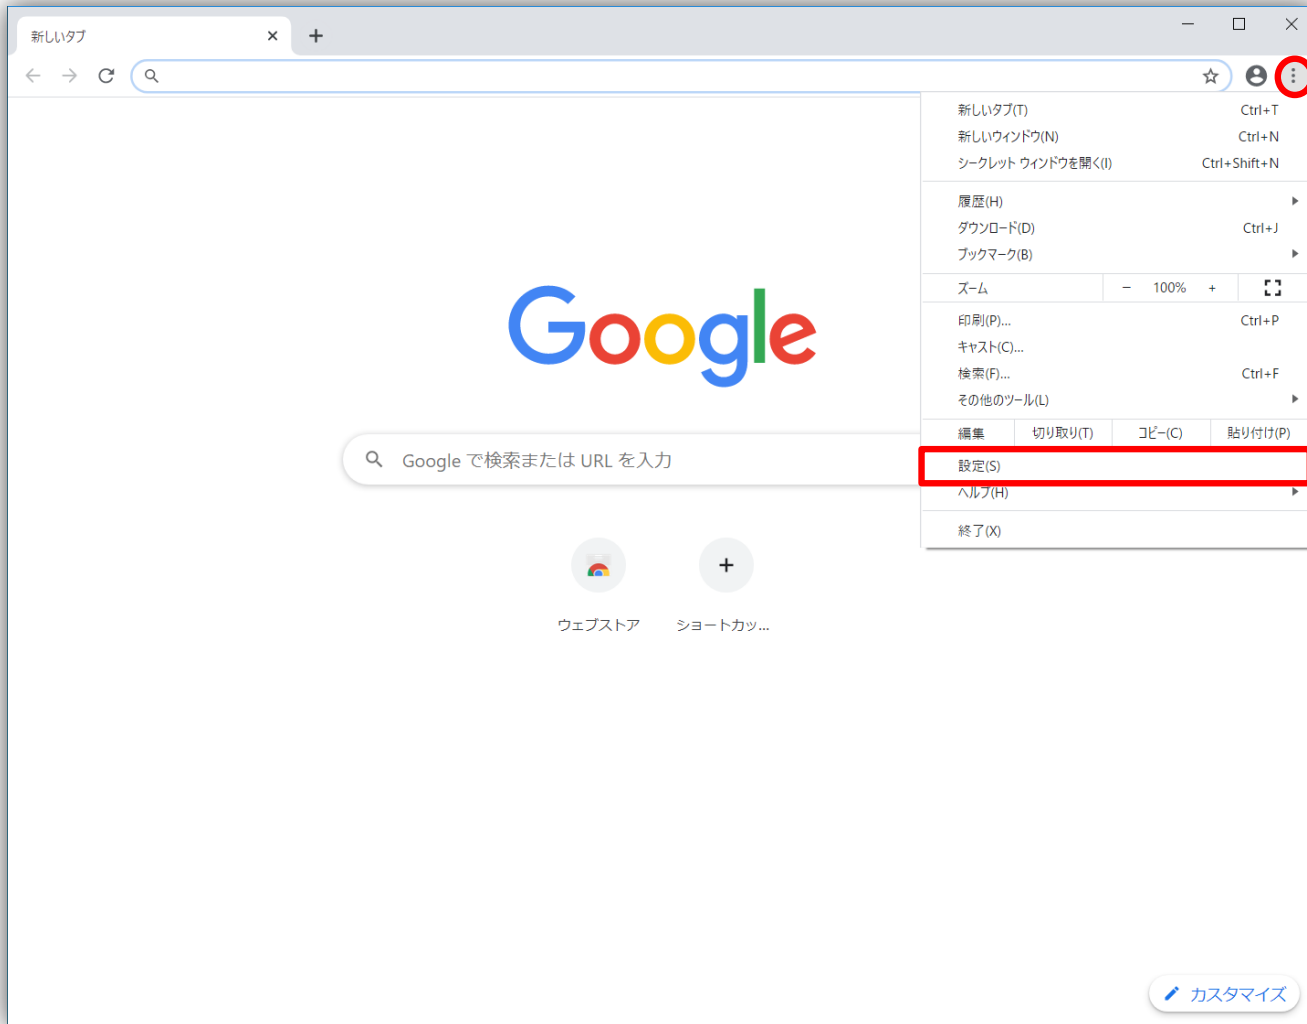 新しいタブ
新しいタブ(T) Ctrl+T
新しいウィンドウ(N) Ctrl+N
シークレット ウィンドウを開く(I) Ctrl+Shift+N
履歴(H)
ダウンロード(D) Ctrl+J
ブックマーク(B)
ズーム － 100% +
印刷(P)... Ctrl+P
キャスト(C)...
検索(F)... Ctrl+F
その他のツール(L)
編集 切り取り(T) コピー(C) 貼り付け(P)
設定(S)
ヘルプ(H)
終了(X)
Google
Google で検索または URL を入力
ウェブストア ショートカッ...
カスタマイズ